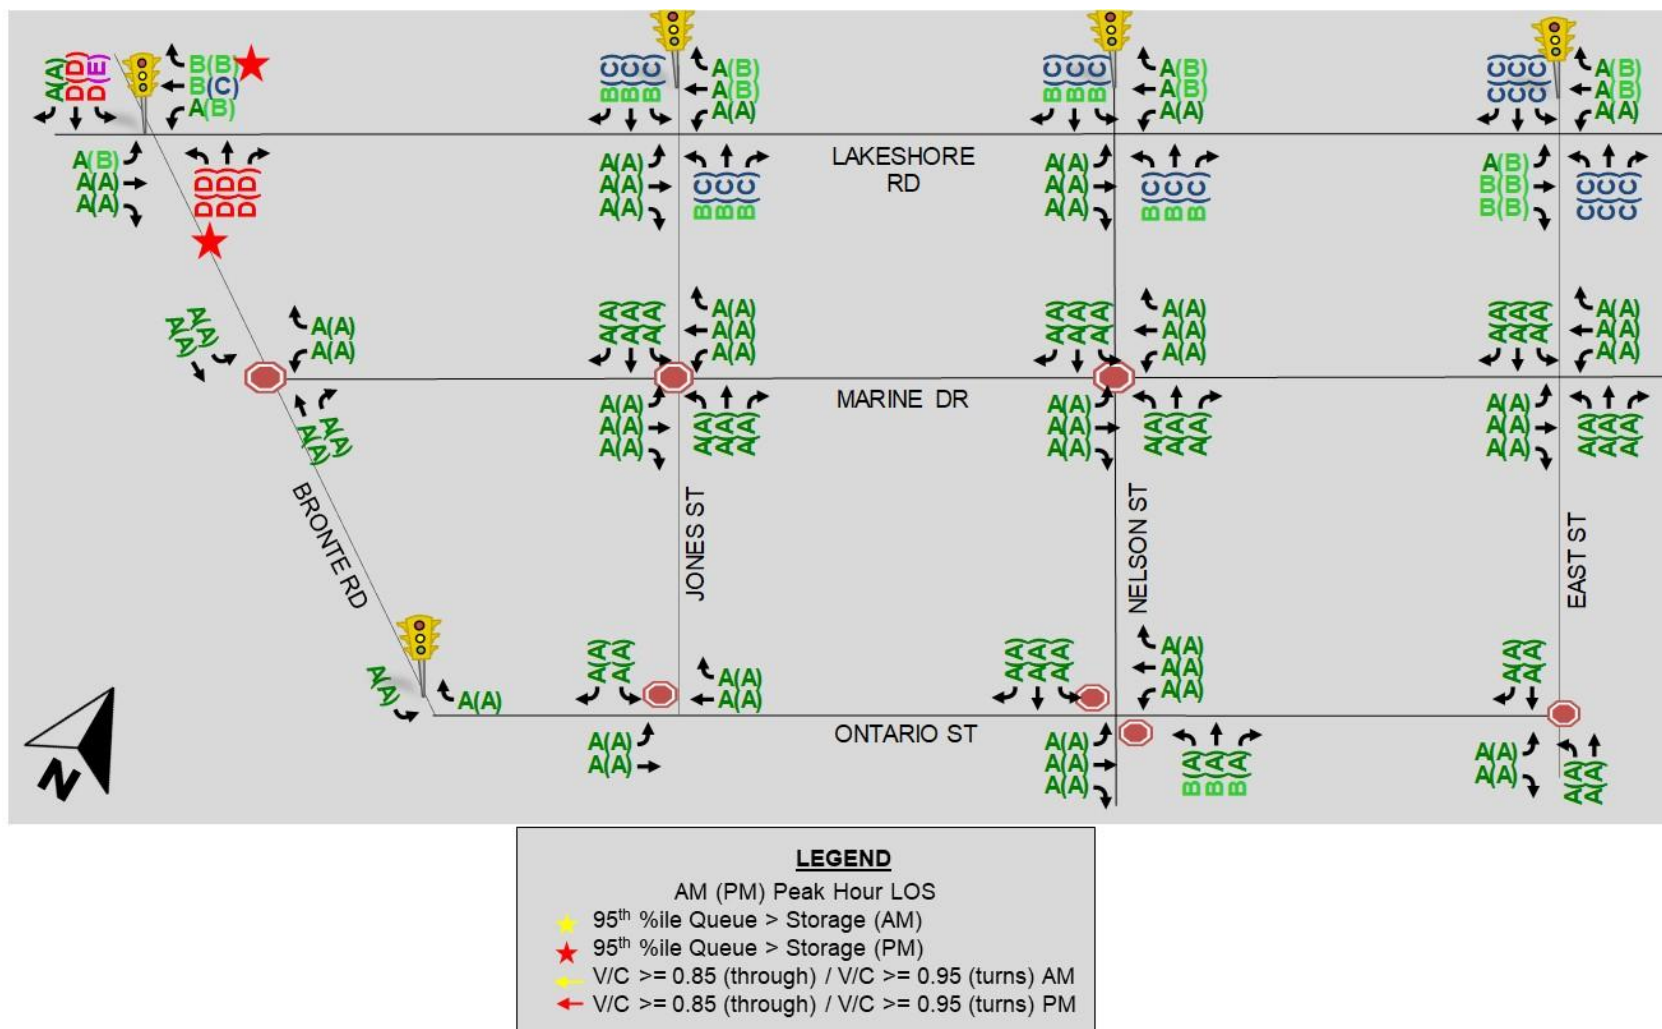 A(A) D(D) D(E)
B(B)
B(C)
A(B)
C(C(C(
B)B)B)
A(B)
A(B)
A(A)
C(C(C(
B)B)B)
A(B)
A(B)
A(A)
C(C) C(C) C(C)
A(B)
A(B)
A(A)
A(B)
A(A)
A(A)
D(D) D(D) D(D)
A(A)
A(A)
A(A)
B(C) B(C) B(C)
LAKESHORE
RD
A(A)
A(A)
A(A)
B(C) B(C) B(C)
A(B)
B(B)
B(B)
C(C) C(C) C(C)
A(A)
A(A)
A(A)
A(A)
A(A) A(A) A(A)
A(A)
A(A)
A(A)
A(A) A(A) A(A)
A(A)
A(A)
A(A)
A(A) A(A) A(A)
A(A)
A(A)
A(A)
A(A)
A(A)
A(A)
A(A)
A(A)
A(A) A(A) A(A)
MARINE DR
A(A)
A(A)
A(A)
A(A) A(A) A(A)
A(A)
A(A)
A(A)
A(A) A(A) A(A)
BRONTE RD
JONES ST
NELSON ST
EAST ST
A(A)
A(A)
A(A) A(A)
A(A)
A(A)
A(A) A(A) A(A)
A(A)
A(A)
A(A)
A(A) A(A)
A(A)
A(A)
ONTARIO ST
A(A)
A(A)
A(A)
B(A) B(A) B(A)
A(A)
A(A)
A(A) A(A)
N
LEGEND
AM (PM) Peak Hour LOS
95th %ile Queue > Storage (AM)
95th %ile Queue > Storage (PM)
V/C >= 0.85 (through) / V/C >= 0.95 (turns) AM
V/C >= 0.85 (through) / V/C >= 0.95 (turns) PM